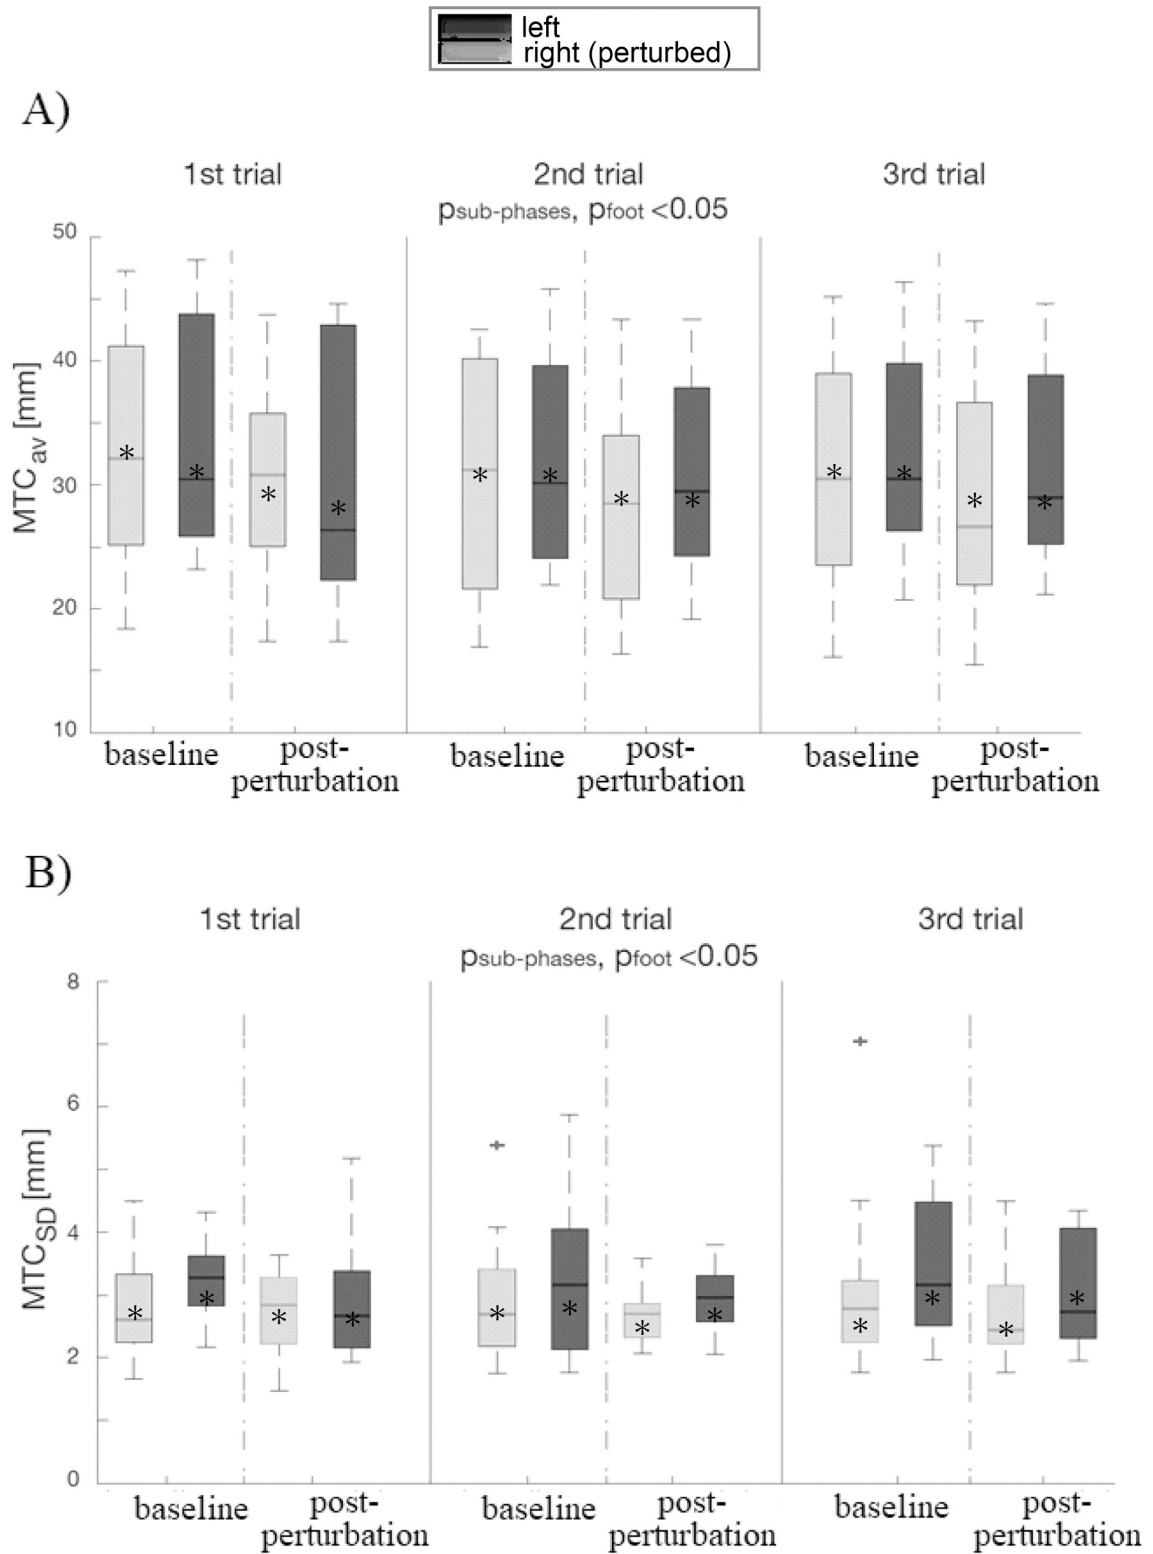 left
right (perturbed)
A)
1st trial 2nd trial 3rd trial
psub-phases, pfoot <0.05
50
40
30
20
10
MTCav [mm]
baseline post- baseline post- baseline post-
perturbation perturbation perturbation
B)
1st trial 2nd trial 3rd trial
psub-phases, pfoot <0.05
8
6
4
2
0
MTCSD [mm]
baseline post- baseline post- baseline post-
perturbation perturbation perturbation